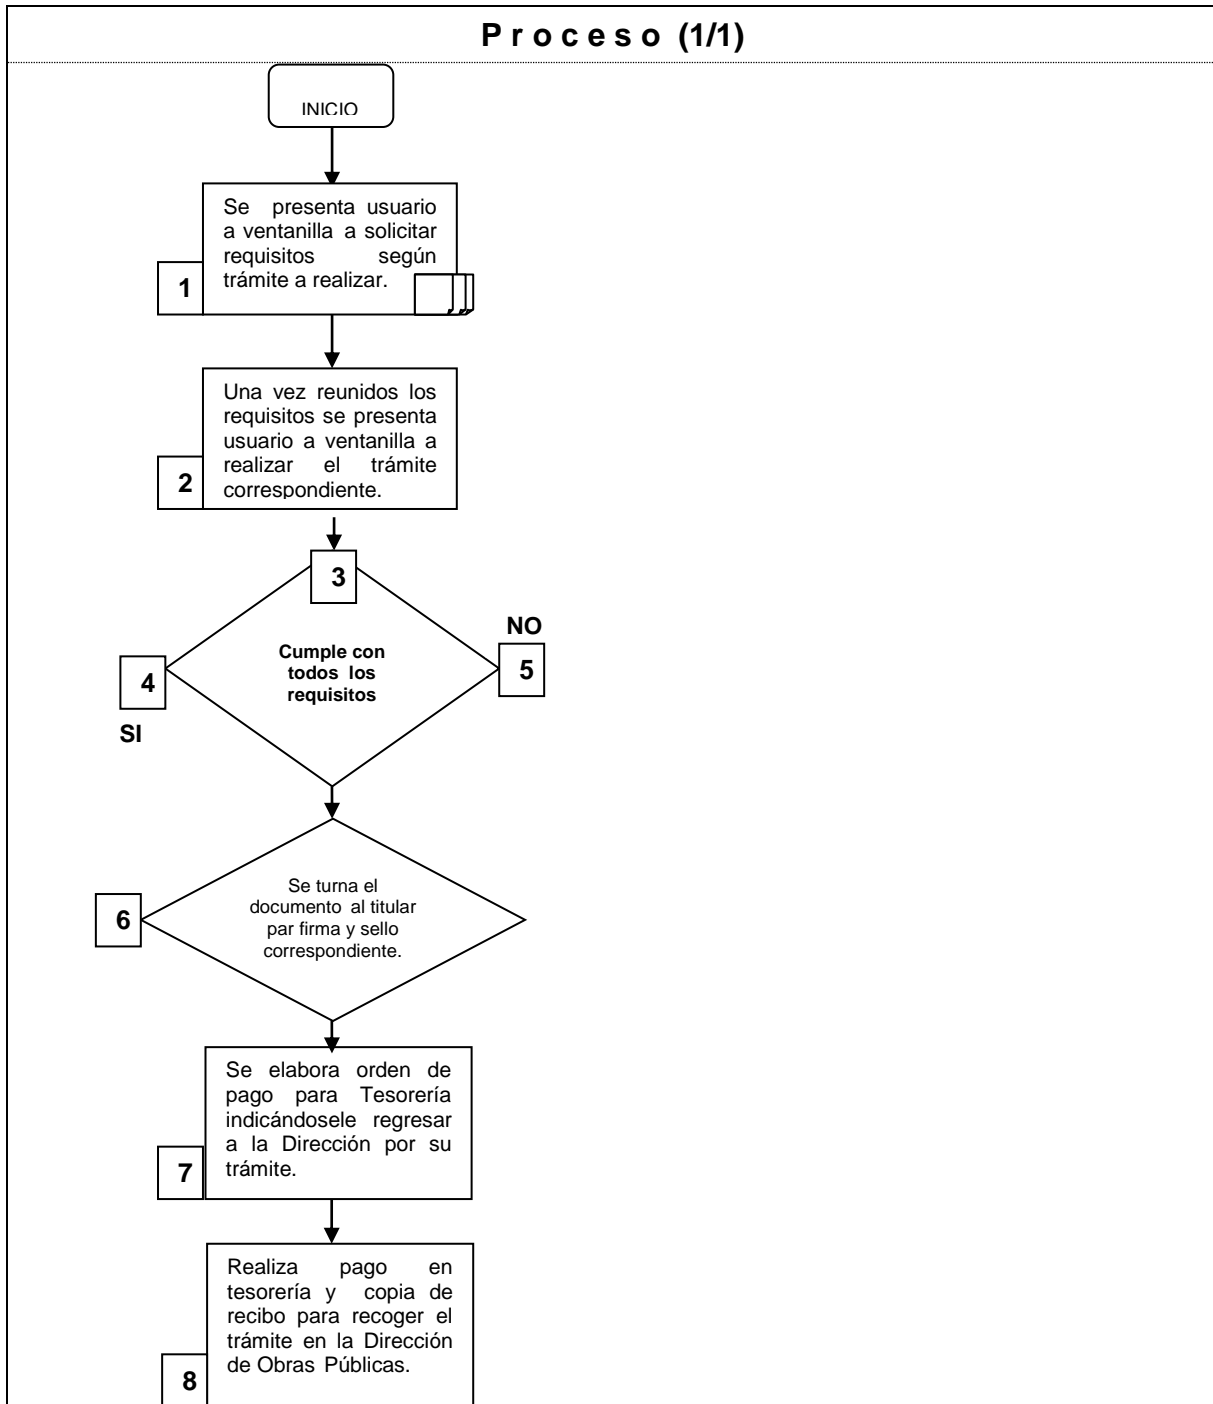 P r o c e s o (1/1)
INICIO
Se presenta usuario
a ventanilla a solicitar
requisitos según
trámite a realizar.
1
Una vez reunidos los
requisitos se presenta
usuario a ventanilla a
realizar el trámite
correspondiente.
2
3
Cumple con
todos los
requisitos
NO
5
4
SI
Se turna el
documento al titular
par firma y sello
correspondiente.
6
Se elabora orden de
pago para Tesorería
indicándosele regresar
a la Dirección por su
trámite.
7
Realiza pago en
tesorería y copia de
recibo para recoger el
trámite en la Dirección
de Obras Públicas.
8